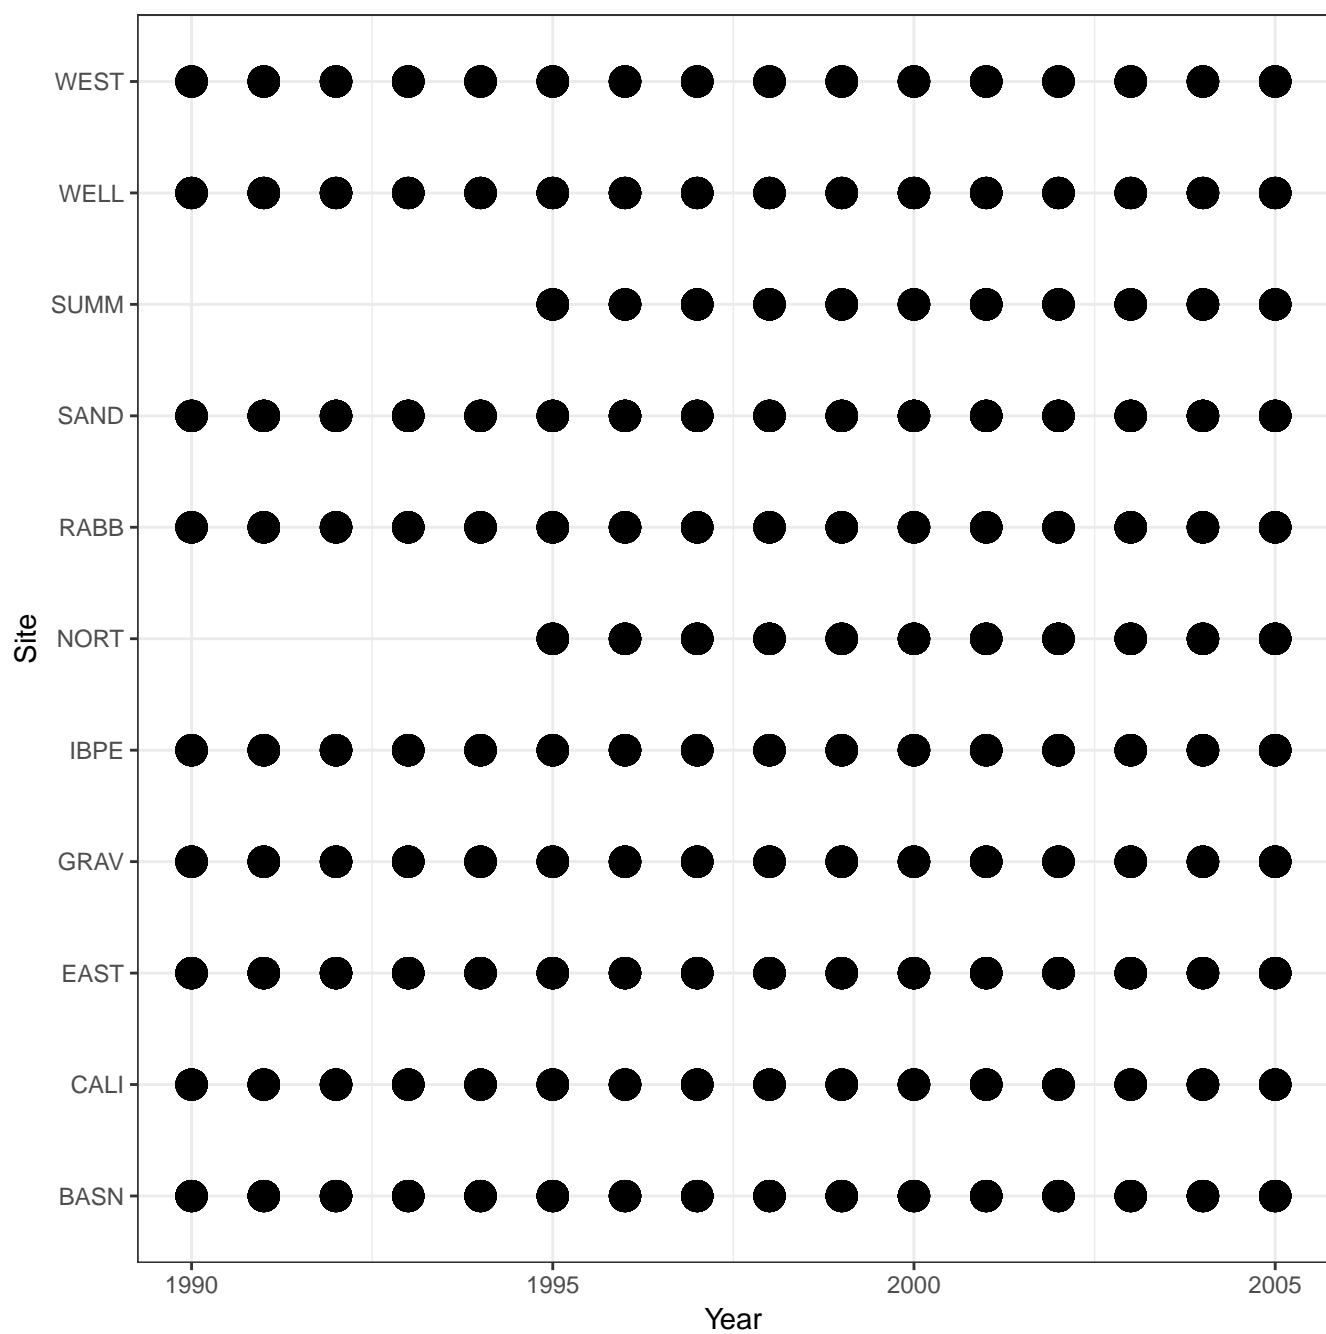 WEST
WELL
SUMM
SAND
RABB
NORT
IBPE
GRAV
EAST
CALI
BASN
Site
1990 1995 2000 2005
Year